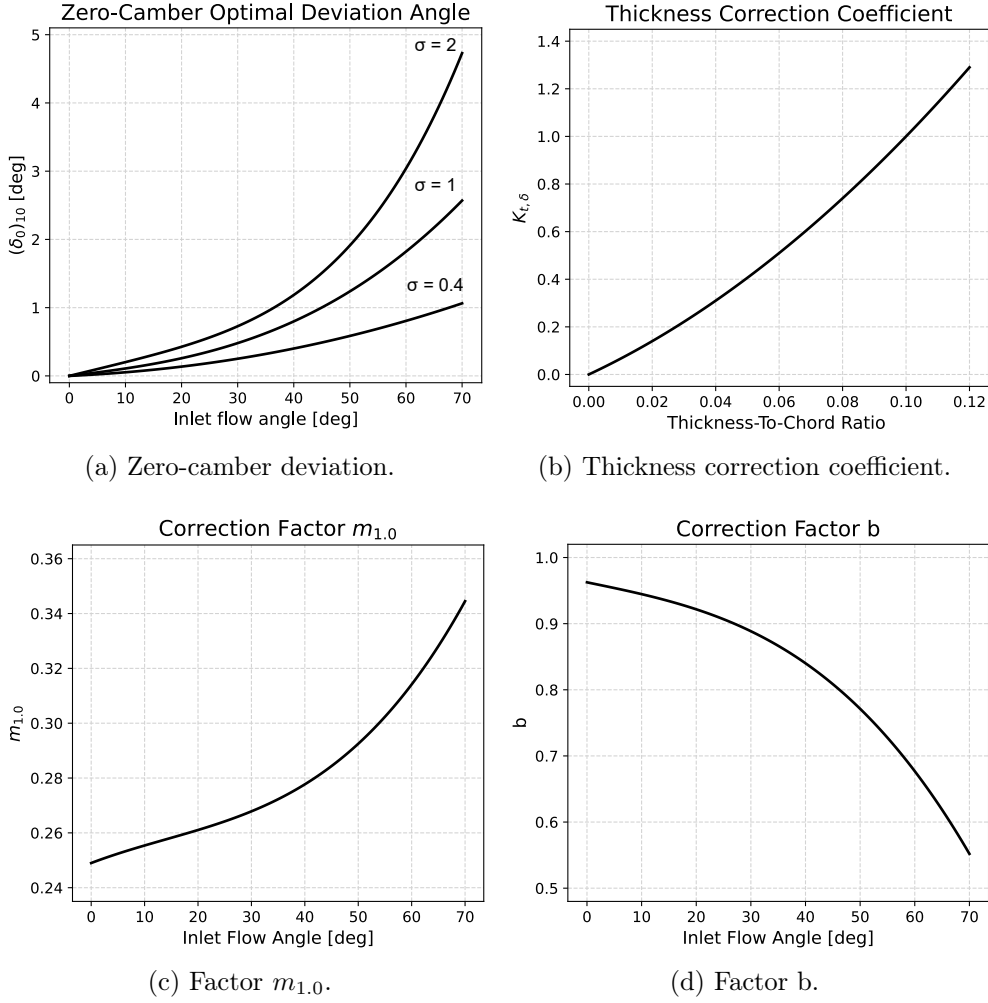 Zero-Camber Optimal Deviation Angle
5
4
3
2
1
0
(δ₀)₁₀ [deg]
σ = 2
σ = 1
σ = 0.4
0 10 20 30 40 50 60 70
Inlet flow angle [deg]
(a) Zero-camber deviation.
Thickness Correction Coefficient
1.4
1.2
1.0
0.8
0.6
0.4
0.2
0.0
K_{t,δ}
0.00 0.02 0.04 0.06 0.08 0.10 0.12
Thickness-To-Chord Ratio
(b) Thickness correction coefficient.
Correction Factor m₁.₀
0.36
0.34
0.32
0.30
0.28
0.26
0.24
m₁.₀
0 10 20 30 40 50 60 70
Inlet Flow Angle [deg]
(c) Factor m₁.₀.
Correction Factor b
1.0
0.9
0.8
0.7
0.6
0.5
b
0 10 20 30 40 50 60 70
Inlet Flow Angle [deg]
(d) Factor b.